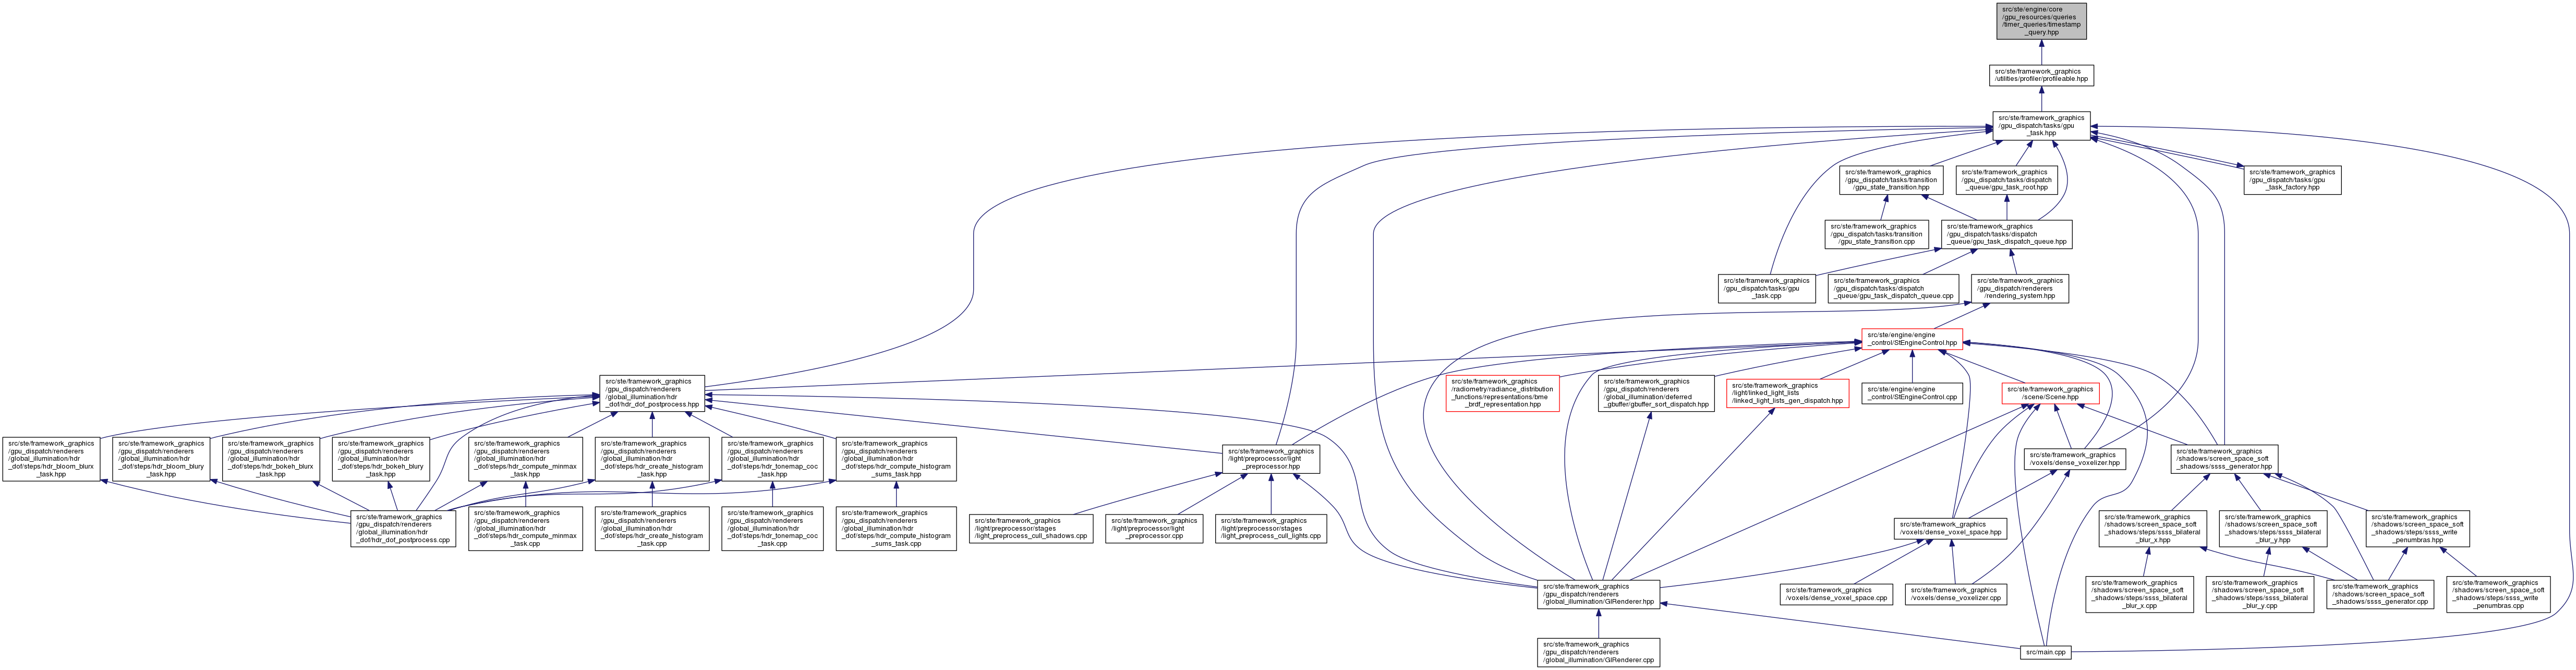 src/ste/engine/core
/gpu_resources/queries
/timer_queries/timestamp
_query.hpp
src/ste/framework_graphics
/utilities/profiler/profileable.hpp
src/ste/framework_graphics
/gpu_dispatch/tasks/gpu
_task.hpp
src/ste/framework_graphics
/gpu_dispatch/tasks/transition
/gpu_state_transition.hpp
src/ste/framework_graphics
/gpu_dispatch/tasks/dispatch
_queue/gpu_task_root.hpp
src/ste/framework_graphics
/gpu_dispatch/tasks/gpu
_task_factory.hpp
src/ste/framework_graphics
/gpu_dispatch/tasks/transition
/gpu_state_transition.cpp
src/ste/framework_graphics
/gpu_dispatch/tasks/dispatch
_queue/gpu_task_dispatch_queue.hpp
src/ste/framework_graphics
/gpu_dispatch/tasks/gpu
_task.cpp
src/ste/framework_graphics
/gpu_dispatch/tasks/dispatch
_queue/gpu_task_dispatch_queue.cpp
src/ste/framework_graphics
/gpu_dispatch/renderers
/rendering_system.hpp
src/ste/engine/engine
_control/StEngineControl.hpp
src/ste/framework_graphics
/gpu_dispatch/renderers
/global_illumination/hdr
_dof/hdr_dof_postprocess.hpp
src/ste/framework_graphics
/radiometry/radiance_distribution
_functions/representations/bme
_brdf_representation.hpp
src/ste/framework_graphics
/gpu_dispatch/renderers
/global_illumination/deferred
_gbuffer/gbuffer_sort_dispatch.hpp
src/ste/framework_graphics
/light/linked_light_lists
/linked_light_lists_gen_dispatch.hpp
src/ste/engine/engine
_control/StEngineControl.cpp
src/ste/framework_graphics
/scene/Scene.hpp
src/ste/framework_graphics
/gpu_dispatch/renderers
/global_illumination/hdr
_dof/steps/hdr_bloom_blurx
_task.hpp
src/ste/framework_graphics
/gpu_dispatch/renderers
/global_illumination/hdr
_dof/steps/hdr_bloom_blury
_task.hpp
src/ste/framework_graphics
/gpu_dispatch/renderers
/global_illumination/hdr
_dof/steps/hdr_bokeh_blurx
_task.hpp
src/ste/framework_graphics
/gpu_dispatch/renderers
/global_illumination/hdr
_dof/steps/hdr_bokeh_blury
_task.hpp
src/ste/framework_graphics
/gpu_dispatch/renderers
/global_illumination/hdr
_dof/steps/hdr_compute_minmax
_task.hpp
src/ste/framework_graphics
/gpu_dispatch/renderers
/global_illumination/hdr
_dof/steps/hdr_create_histogram
_task.hpp
src/ste/framework_graphics
/gpu_dispatch/renderers
/global_illumination/hdr
_dof/steps/hdr_tonemap_coc
_task.hpp
src/ste/framework_graphics
/gpu_dispatch/renderers
/global_illumination/hdr
_dof/steps/hdr_compute_histogram
_sums_task.hpp
src/ste/framework_graphics
/light/preprocessor/light
_preprocessor.hpp
src/ste/framework_graphics
/voxels/dense_voxelizer.hpp
src/ste/framework_graphics
/shadows/screen_space_soft
_shadows/ssss_generator.hpp
src/ste/framework_graphics
/gpu_dispatch/renderers
/global_illumination/hdr
_dof/hdr_dof_postprocess.cpp
src/ste/framework_graphics
/gpu_dispatch/renderers
/global_illumination/hdr
_dof/steps/hdr_compute_minmax
_task.cpp
src/ste/framework_graphics
/gpu_dispatch/renderers
/global_illumination/hdr
_dof/steps/hdr_create_histogram
_task.cpp
src/ste/framework_graphics
/gpu_dispatch/renderers
/global_illumination/hdr
_dof/steps/hdr_tonemap_coc
_task.cpp
src/ste/framework_graphics
/gpu_dispatch/renderers
/global_illumination/hdr
_dof/steps/hdr_compute_histogram
_sums_task.cpp
src/ste/framework_graphics
/light/preprocessor/stages
/light_preprocess_cull_shadows.cpp
src/ste/framework_graphics
/light/preprocessor/light
_preprocessor.cpp
src/ste/framework_graphics
/light/preprocessor/stages
/light_preprocess_cull_lights.cpp
src/ste/framework_graphics
/voxels/dense_voxel_space.hpp
src/ste/framework_graphics
/shadows/screen_space_soft
_shadows/steps/ssss_bilateral
_blur_x.hpp
src/ste/framework_graphics
/shadows/screen_space_soft
_shadows/steps/ssss_bilateral
_blur_y.hpp
src/ste/framework_graphics
/shadows/screen_space_soft
_shadows/steps/ssss_write
_penumbras.hpp
src/ste/framework_graphics
/gpu_dispatch/renderers
/global_illumination/GIRenderer.hpp
src/ste/framework_graphics
/voxels/dense_voxel_space.cpp
src/ste/framework_graphics
/voxels/dense_voxelizer.cpp
src/ste/framework_graphics
/shadows/screen_space_soft
_shadows/steps/ssss_bilateral
_blur_x.cpp
src/ste/framework_graphics
/shadows/screen_space_soft
_shadows/steps/ssss_bilateral
_blur_y.cpp
src/ste/framework_graphics
/shadows/screen_space_soft
_shadows/ssss_generator.cpp
src/ste/framework_graphics
/shadows/screen_space_soft
_shadows/steps/ssss_write
_penumbras.cpp
src/ste/framework_graphics
/gpu_dispatch/renderers
/global_illumination/GIRenderer.cpp
src/main.cpp